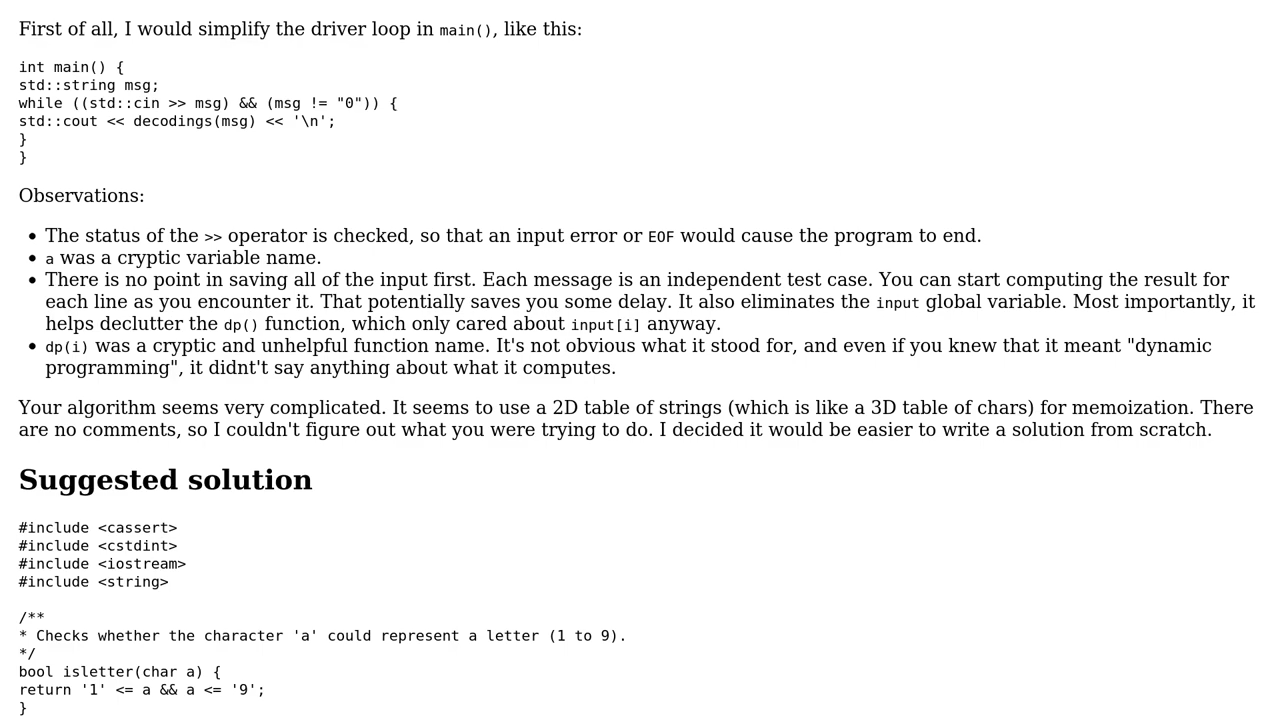 First of all, I would simplify the driver loop in main(), like this:
int main() {
std::string msg;
while ((std::cin >> msg) && (msg != "0")) {
std::cout << decodings(msg) << '\n';
}
}
Observations:
• The status of the >> operator is checked, so that an input error or EOF would cause the program to end.
• a was a cryptic variable name.
• There is no point in saving all of the input first. Each message is an independent test case. You can start computing the result for
each line as you encounter it. That potentially saves you some delay. It also eliminates the input global variable. Most importantly, it
helps declutter the dp() function, which only cared about input[i] anyway.
• dp(i) was a cryptic and unhelpful function name. It's not obvious what it stood for, and even if you knew that it meant "dynamic
programming", it didnt't say anything about what it computes.
Your algorithm seems very complicated. It seems to use a 2D table of strings (which is like a 3D table of chars) for memoization. There
are no comments, so I couldn't figure out what you were trying to do. I decided it would be easier to write a solution from scratch.
Suggested solution
#include <cassert>
#include <cstdint>
#include <iostream>
#include <string>
/**
* Checks whether the character 'a' could represent a letter (1 to 9).
*/
bool isletter(char a) {
return '1' <= a && a <= '9';
}